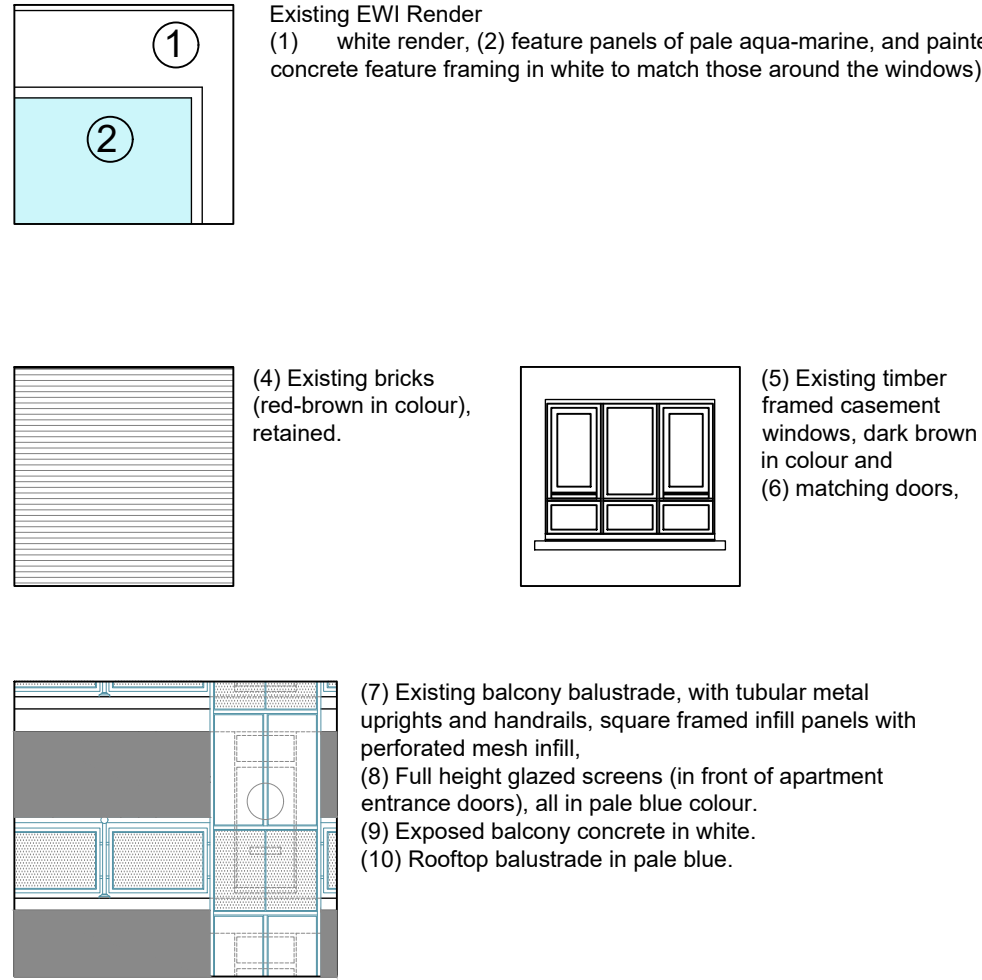 Existing EWI Render
(1) white render, (2) feature panels of pale aqua-marine, and
concrete feature framing in white to match those around the windows)
1
2
(4) Existing bricks
(red-brown in colour),
retained.
(5) Existing timber
framed casement
windows, dark brown
in colour and
(6) matching doors,
(7) Existing balcony balustrade, with tubular metal
uprights and handrails, square framed infill panels with
perforated mesh infill,
(8) Full height glazed screens (in front of apartment
entrance doors), all in pale blue colour.
(9) Exposed balcony concrete in white.
(10) Rooftop balustrade in pale blue.